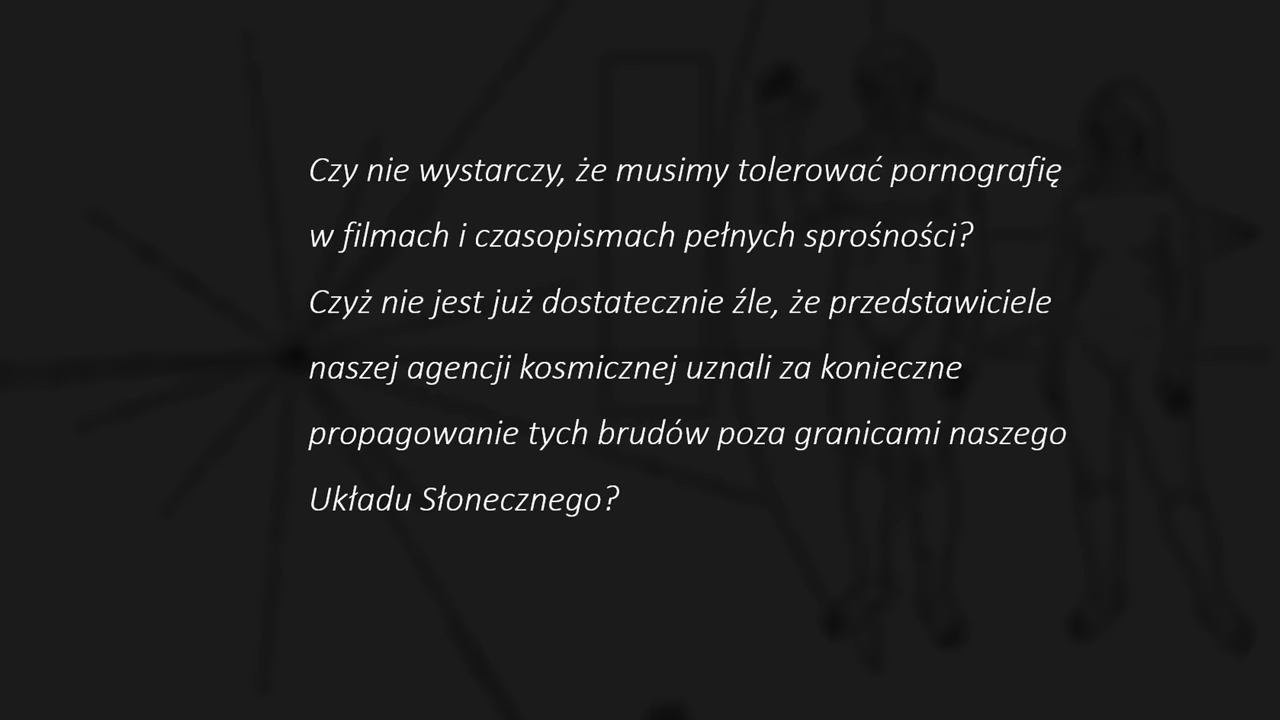 Czy nie wystarczy, że musimy tolerować pornografię
w filmach i czasopismach pełnych sprośności?
Czyż nie jest już dostatecznie źle, że przedstawiciele
naszej agencji kosmicznej uznali za konieczne
propagowanie tych brudów poza granicami naszego
Układu Słonecznego?